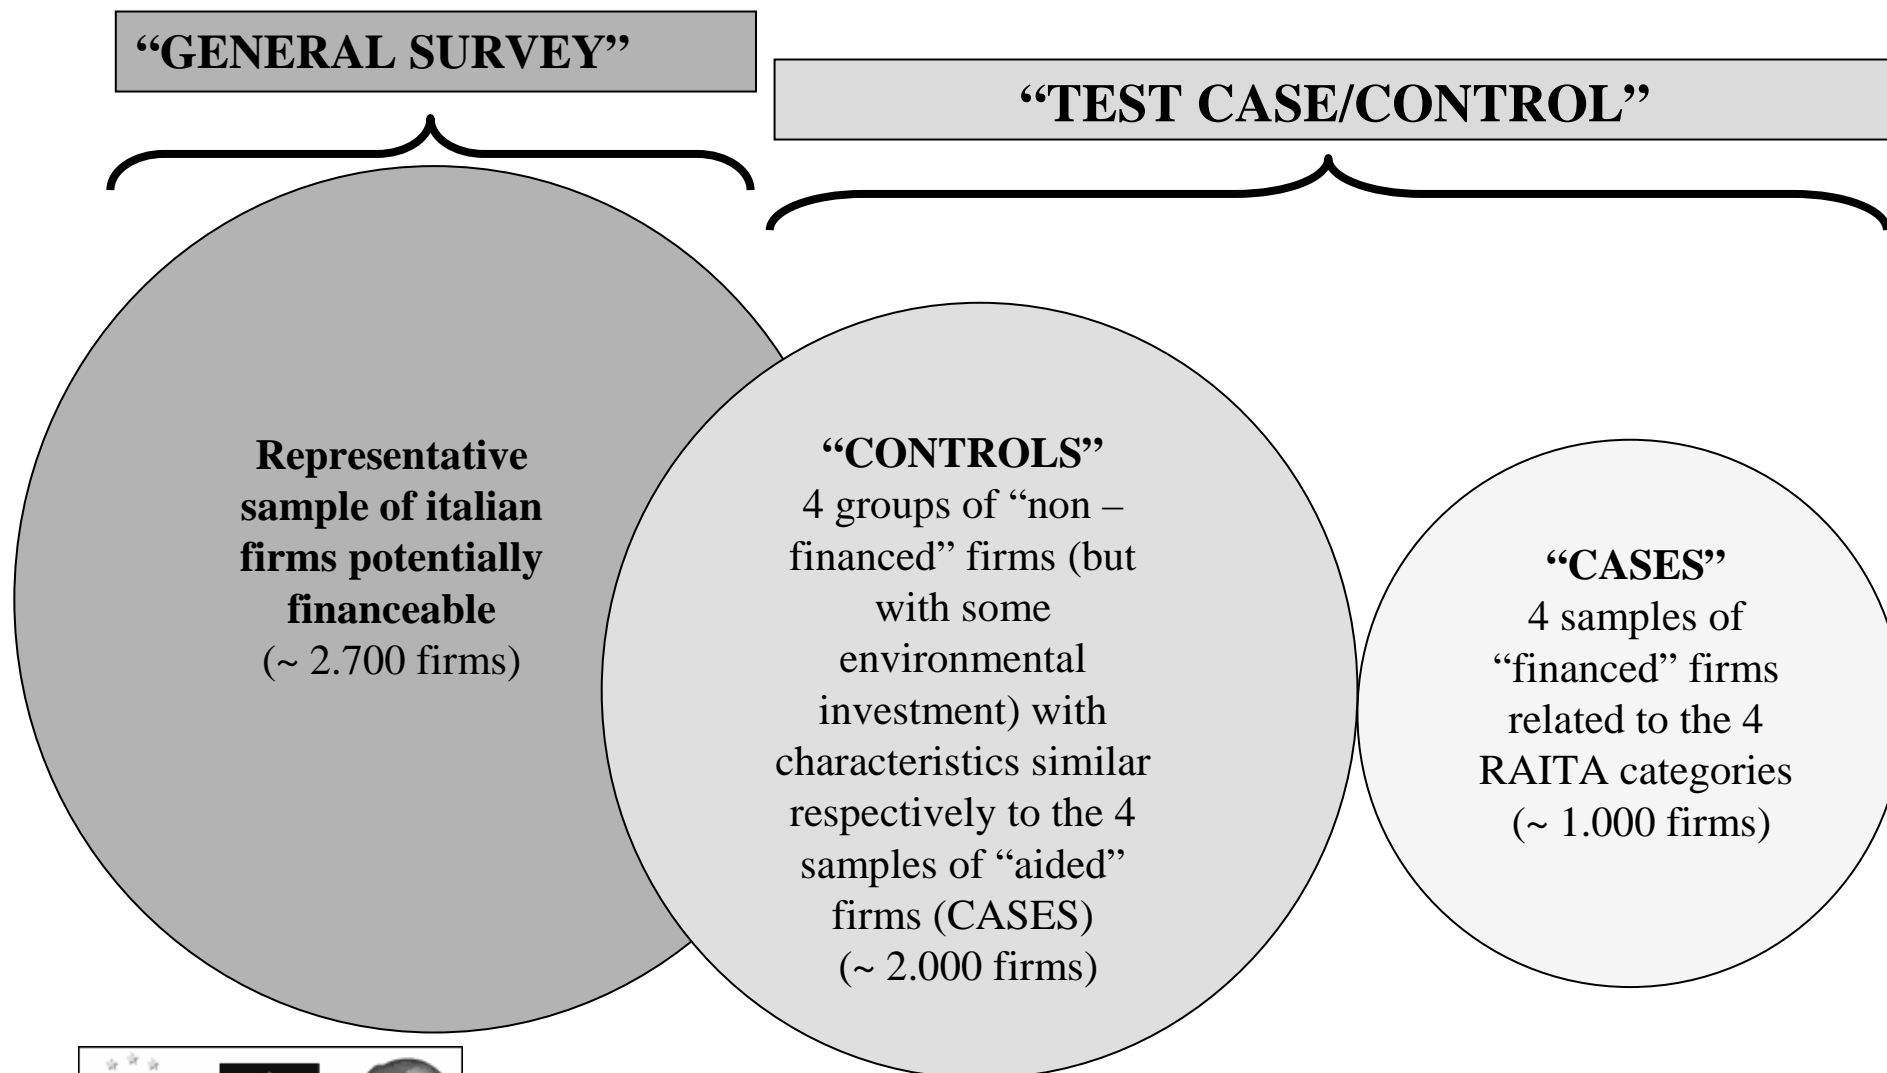 “GENERAL SURVEY”
“TEST CASE/CONTROL”
Representative
sample of italian
firms potentially
financeable
(~ 2.700 firms)
“CONTROLS”
4 groups of “non –
financed” firms (but
with some
environmental
investment) with
characteristics similar
respectively to the 4
samples of “aided”
firms (CASES)
(~ 2.000 firms)
“CASES”
4 samples of
“financed” firms
related to the 4
RAITA categories
(~ 1.000 firms)